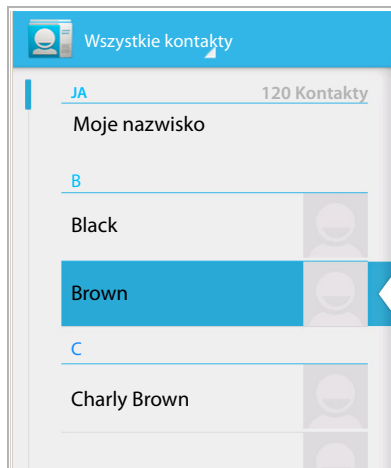 Wszystkie kontakty
JA 120 Kontakty
Moje nazwisko
B
Black
Brown
C
Charly Brown